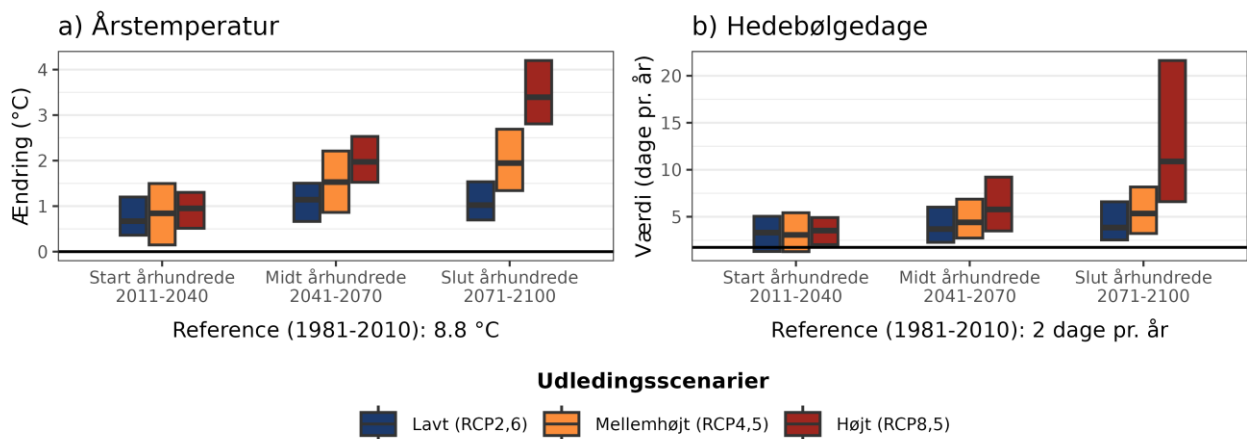 a) Årstemperatur
Ændring (°C)
4
3
2
1
0
Start århundrede
2011-2040
Midt århundrede
2041-2070
Slut århundrede
2071-2100
Reference (1981-2010): 8.8 °C
b) Hedebølgedage
Værdi (dage pr. år)
20
15
10
5
Start århundrede
2011-2040
Midt århundrede
2041-2070
Slut århundrede
2071-2100
Reference (1981-2010): 2 dage pr. år
Udledingsscenarier
Lavt (RCP2,6)
Mellemhøjt (RCP4,5)
Højt (RCP8,5)